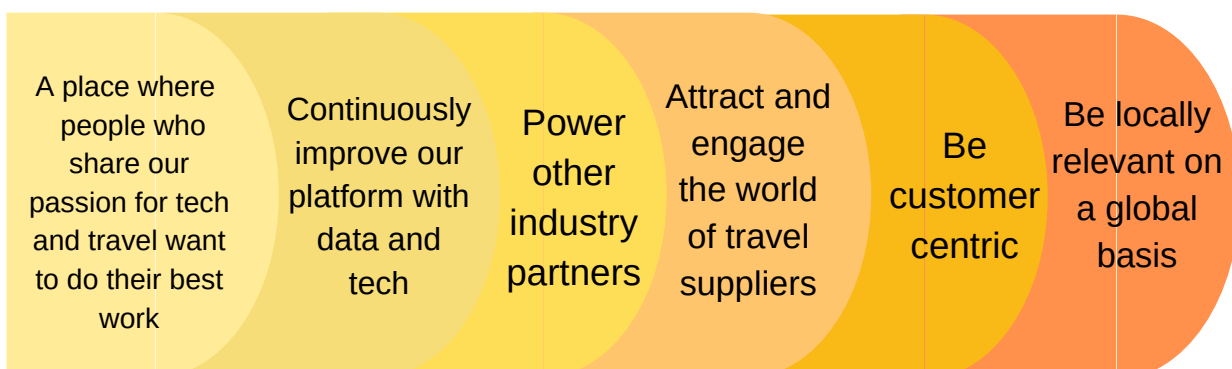 A place where
people who
share our
passion for tech
and travel want
to do their best
work
Continuously
improve our
platform with
data and
tech
Power
other
industry
partners
Attract and
engage
the world
of travel
suppliers
Be
customer
centric
Be locally
relevant on
a global
basis